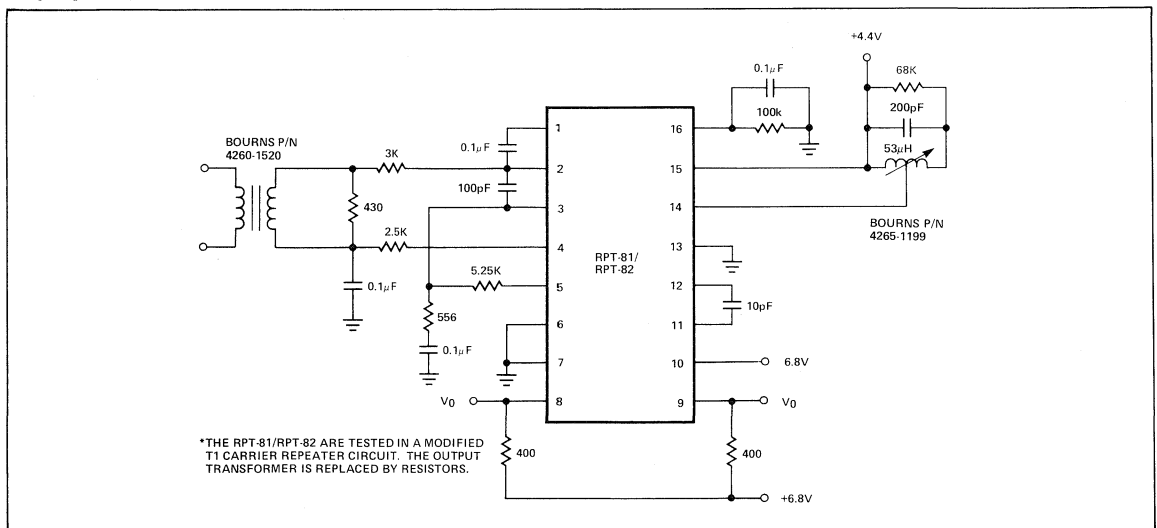 +4.4V
0.1μF
68K
100k
200pF
53μH
BOURNS P/N
4260-1520
3K
0.1μF
100pF
430
2.5K
0.1μF
5.25K
556
0.1μF
1
2
3
4
5
6
7
8
RPT-81/
RPT-82
16
15
14
13
12
11
10
9
BOURNS P/N
4265-1199
10pF
6.8V
V0
V0
400
400
+6.8V
*THE RPT-81/RPT-82 ARE TESTED IN A MODIFIED
T1 CARRIER REPEATER CIRCUIT. THE OUTPUT
TRANSFORMER IS REPLACED BY RESISTORS.